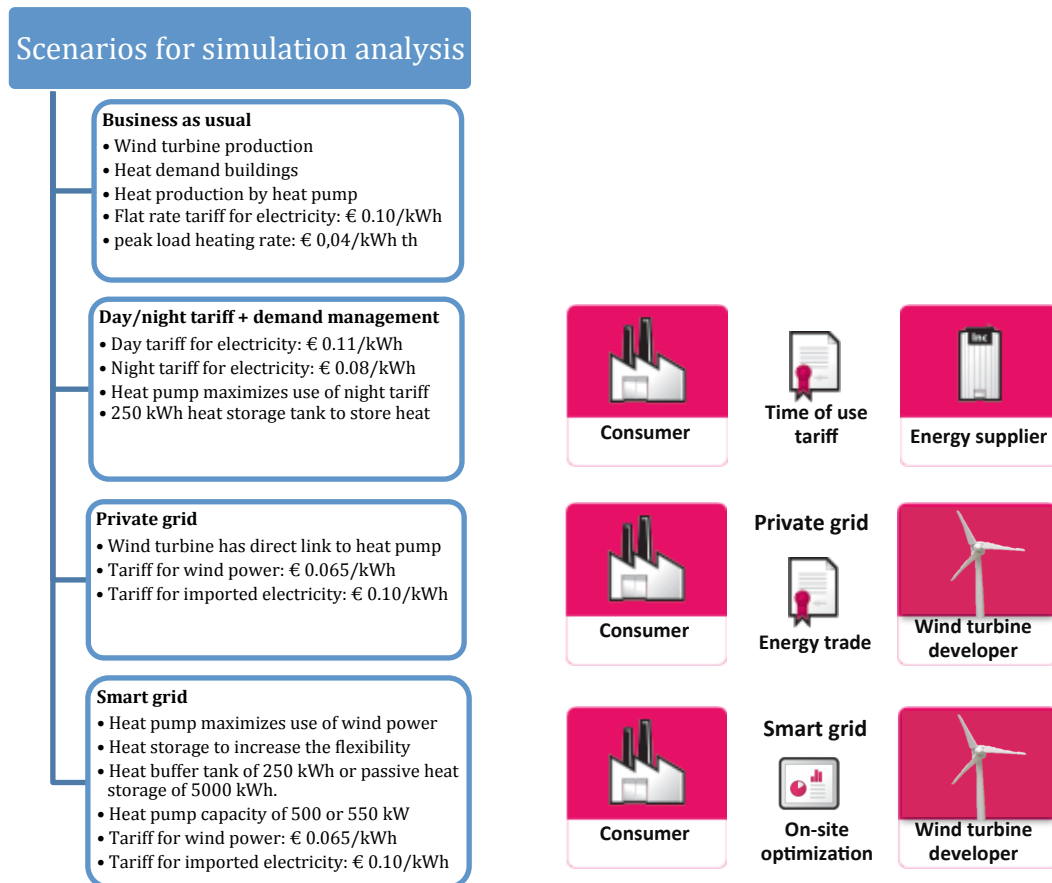 Scenarios for simulation analysis
Business as usual
• Wind turbine production
• Heat demand buildings
• Heat production by heat pump
• Flat rate tariff for electricity: € 0.10/kWh
• peak load heating rate: € 0,04/kWh th
Day/night tariff + demand management
• Day tariff for electricity: € 0.11/kWh
• Night tariff for electricity: € 0.08/kWh
• Heat pump maximizes use of night tariff
• 250 kWh heat storage tank to store heat
Consumer
Time of use
tariff
Inc
Energy supplier
Private grid
• Wind turbine has direct link to heat pump
• Tariff for wind power: € 0.065/kWh
• Tariff for imported electricity: € 0.10/kWh
Consumer
Private grid
Energy trade
Wind turbine
developer
Smart grid
• Heat pump maximizes use of wind power
• Heat storage to increase the flexibility
• Heat buffer tank of 250 kWh or passive heat
storage of 5000 kWh.
• Heat pump capacity of 500 or 550 kW
• Tariff for wind power: € 0.065/kWh
• Tariff for imported electricity: € 0.10/kWh
Consumer
Smart grid
On-site
optimization
Wind turbine
developer